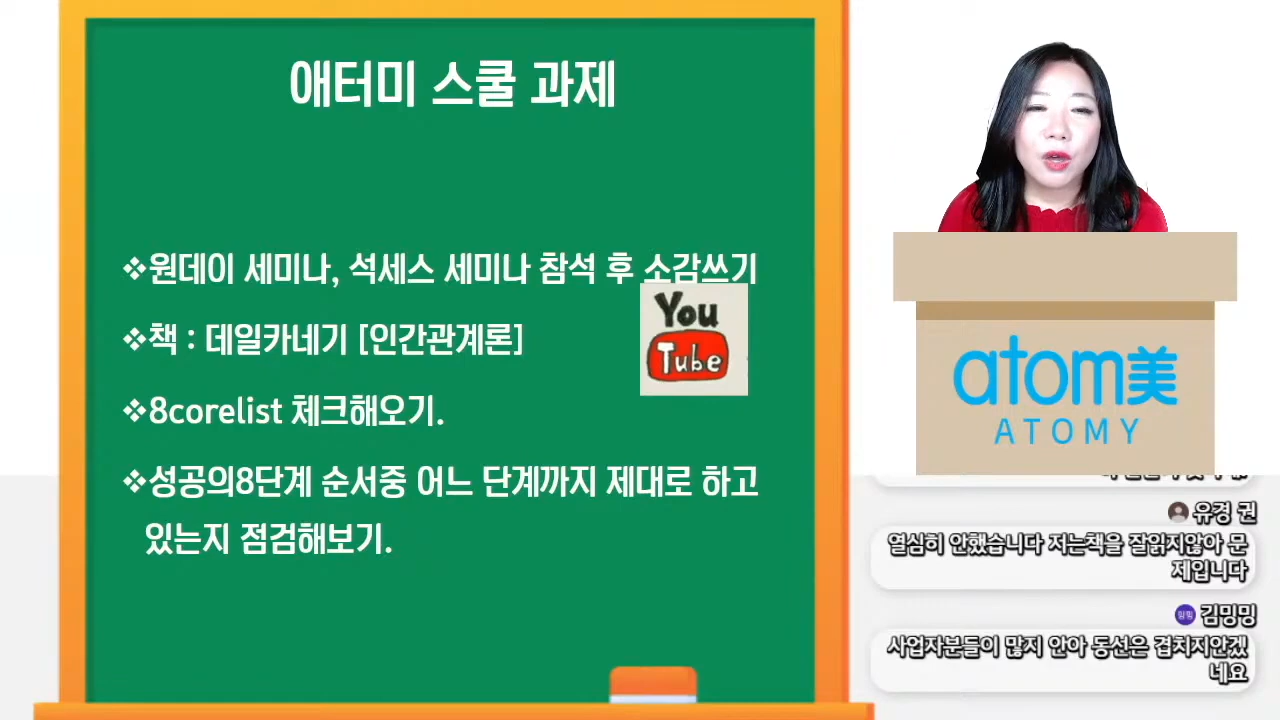 애터미 스쿨 과제
❖원데이 세미나, 석세스 세미나 참석 후 소감쓰기
You
Tube
❖책 : 데일카네기 [인간관계론]
❖8corelist 체크해오기.
❖성공의8단계 순서중 어느 단계까지 제대로 하고
있는지 점검해보기.
atom美
ATOMY
유경 권
열심히 안했습니다 저는책을 잘읽지않아 문
제입니다
김밍밍
사업자분들이 많지 안아 동선은 겹치지안겠
네요